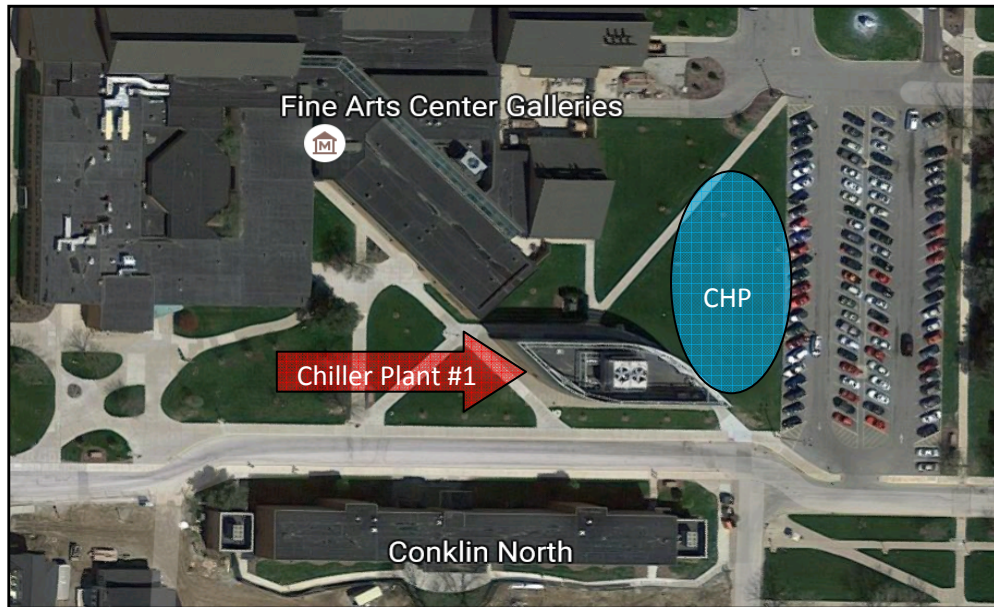 Fine Arts Center Galleries
M
CHP
Chiller Plant #1
Conklin North